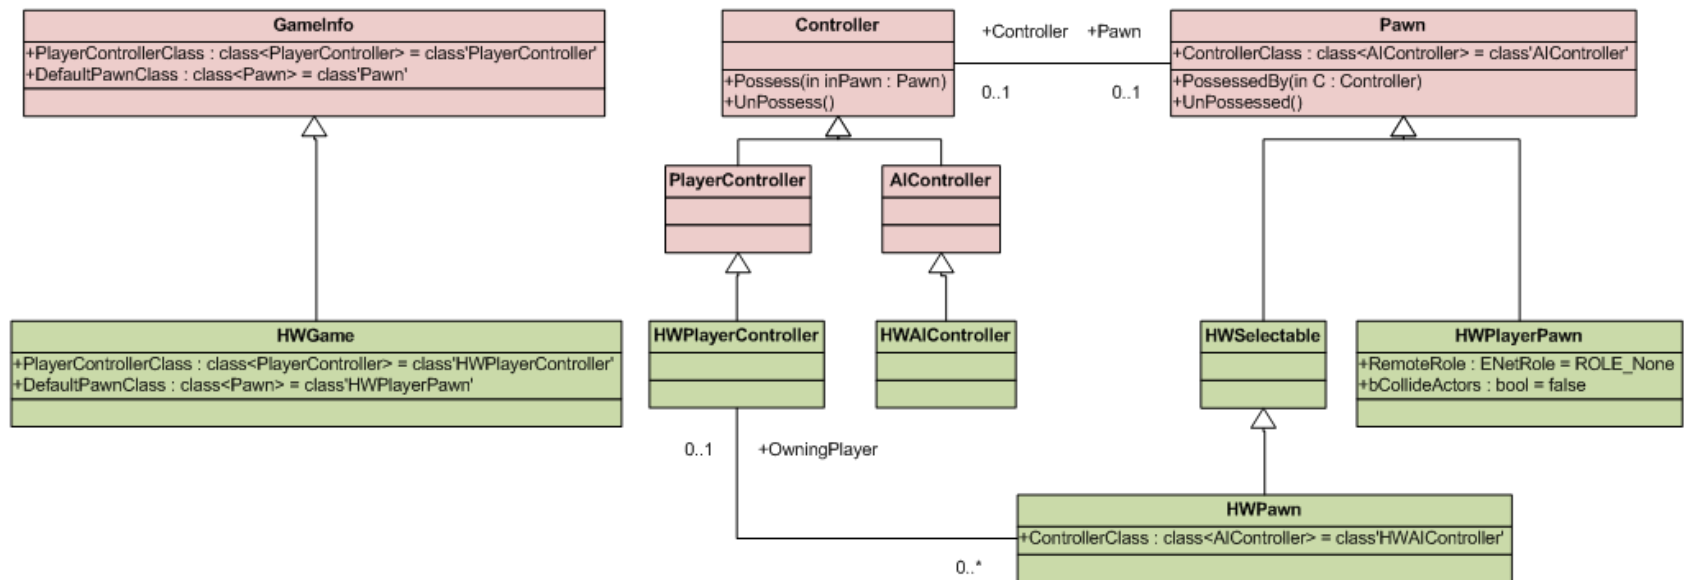 GameInfo
+PlayerControllerClass : class<PlayerController> = class'PlayerController'
+DefaultPawnClass : class<Pawn> = class'Pawn'
Controller
+Possess(in inPawn : Pawn)
+UnPossess()
+Controller
+Pawn
0..1
0..1
Pawn
+ControllerClass : class<AIController> = class'AIController'
+PossessedBy(in C : Controller)
+UnPossessed()
PlayerController
AIController
HWGame
+PlayerControllerClass : class<PlayerController> = class'HWPlayerController'
+DefaultPawnClass : class<Pawn> = class'HWPlayerPawn'
HWPlayerController
HWAIController
HWSelectable
HWPlayerPawn
+RemoteRole : ENetRole = ROLE_None
+bCollideActors : bool = false
0..1
+OwningPlayer
HWPawn
+ControllerClass : class<AIController> = class'HWAIController'
0..*